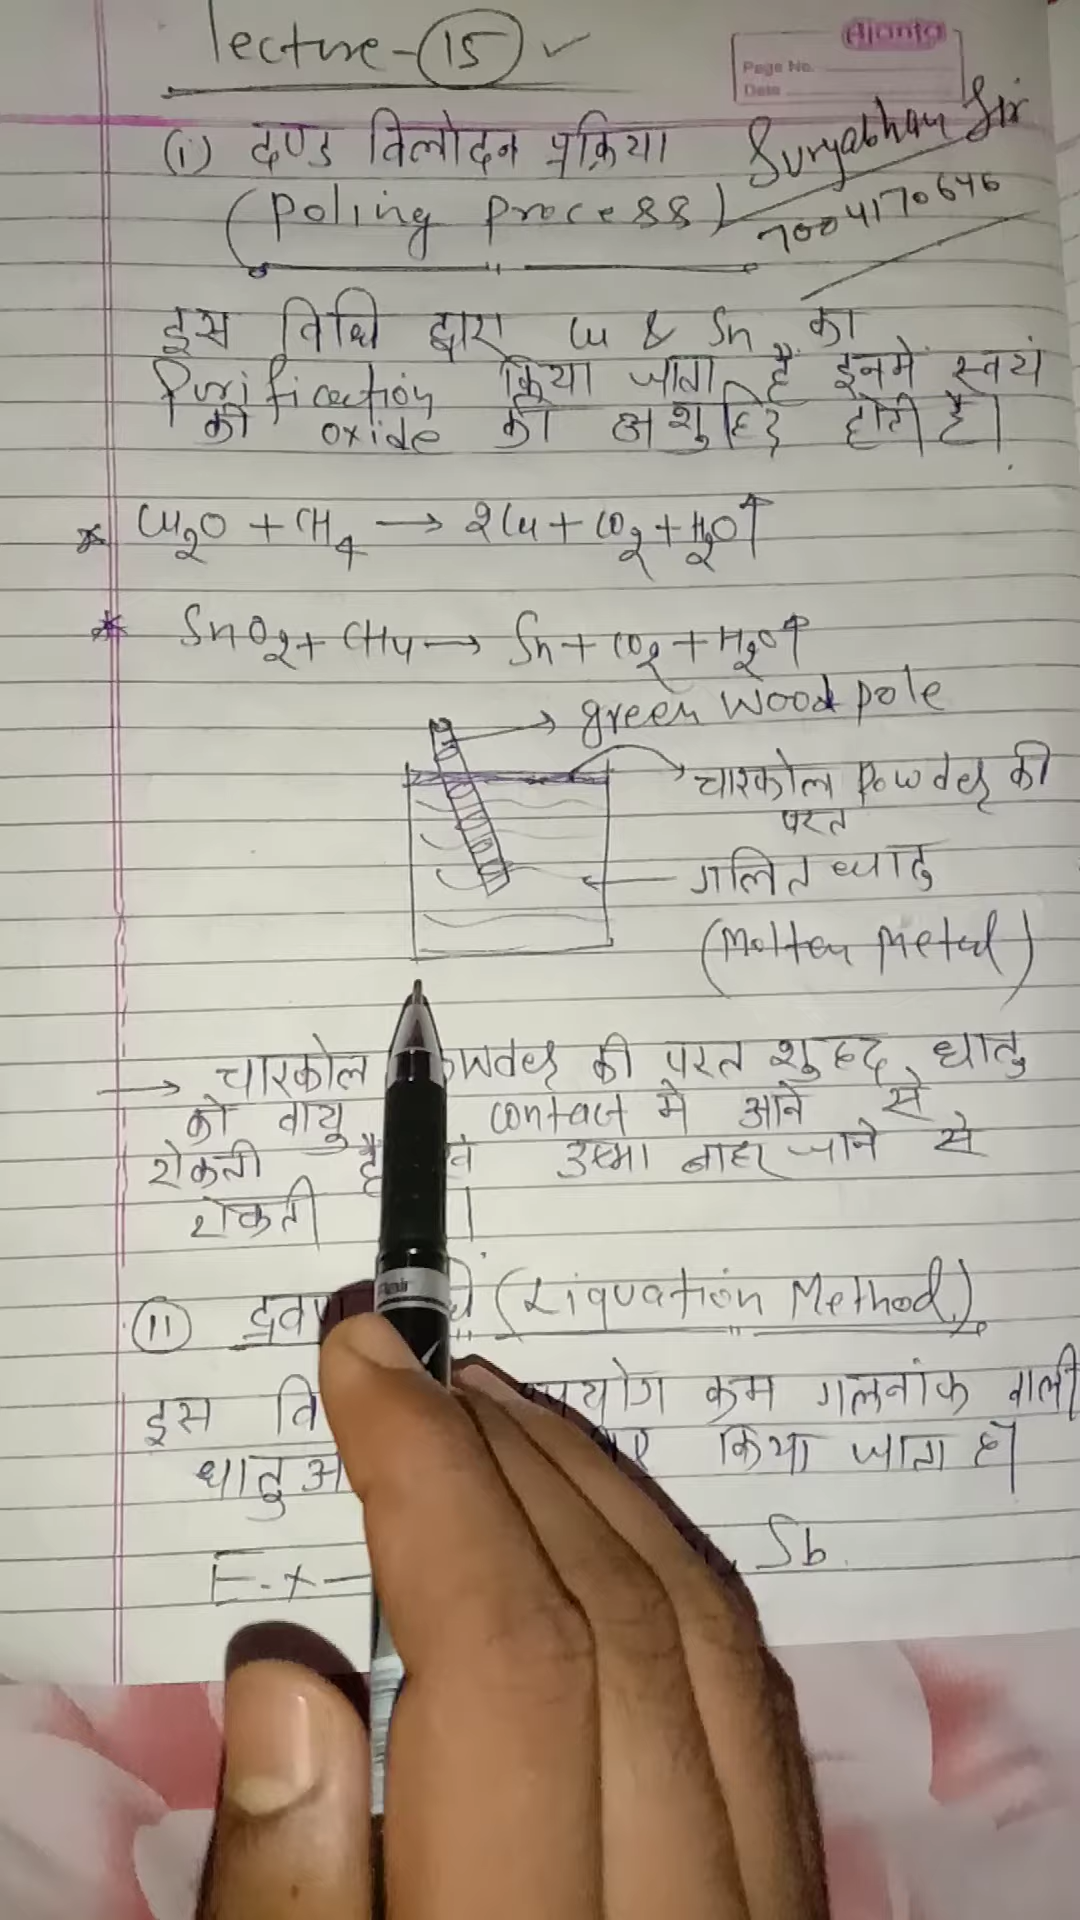 lecture - 15
Ajanta
Page No.
Date
(i) दण्ड विलोदन प्रक्रिया
Suryabhan Sir
(Poling process)
7004170646
इस विधि द्वारा Cu & Sn का
Purification किया जाता है इनमें स्वयं
की oxide की अशुद्धि होती है।
* Cu₂O + CH₄ → 2Cu + CO₂ + H₂O↑
* SnO₂ + CH₄ → Sn + CO₂ + H₂O↑
green wood pole
चारकोल Powder की
परत
गलित धातु
(Molten Metal)
→ चारकोल की परत शुद्ध धातु
को वायु contact मे आने से
रोकती है उष्मा बाहर जाने से
रोकती ।
(ii) (Liquation Method)
इस कम गलनांक वाली
किया जाता है।
E.x - Sb
Flair